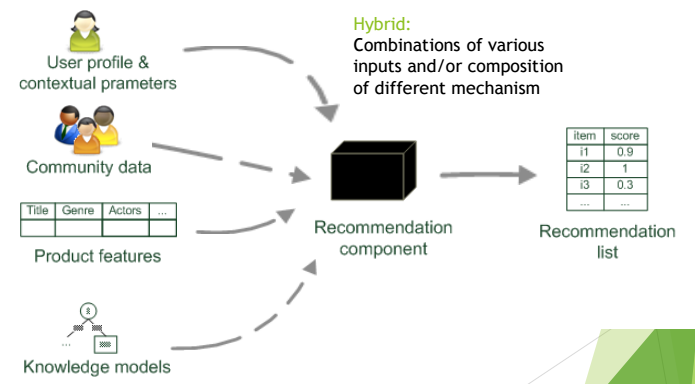 Hybrid:
Combinations of various
inputs and/or composition
of different mechanism
User profile &
contextual prameters
Community data
Title Genre Actors ...
Product features
...
Knowledge models
Recommendation
component
item score
i1 0.9
i2 1
i3 0.3
... ...
Recommendation
list